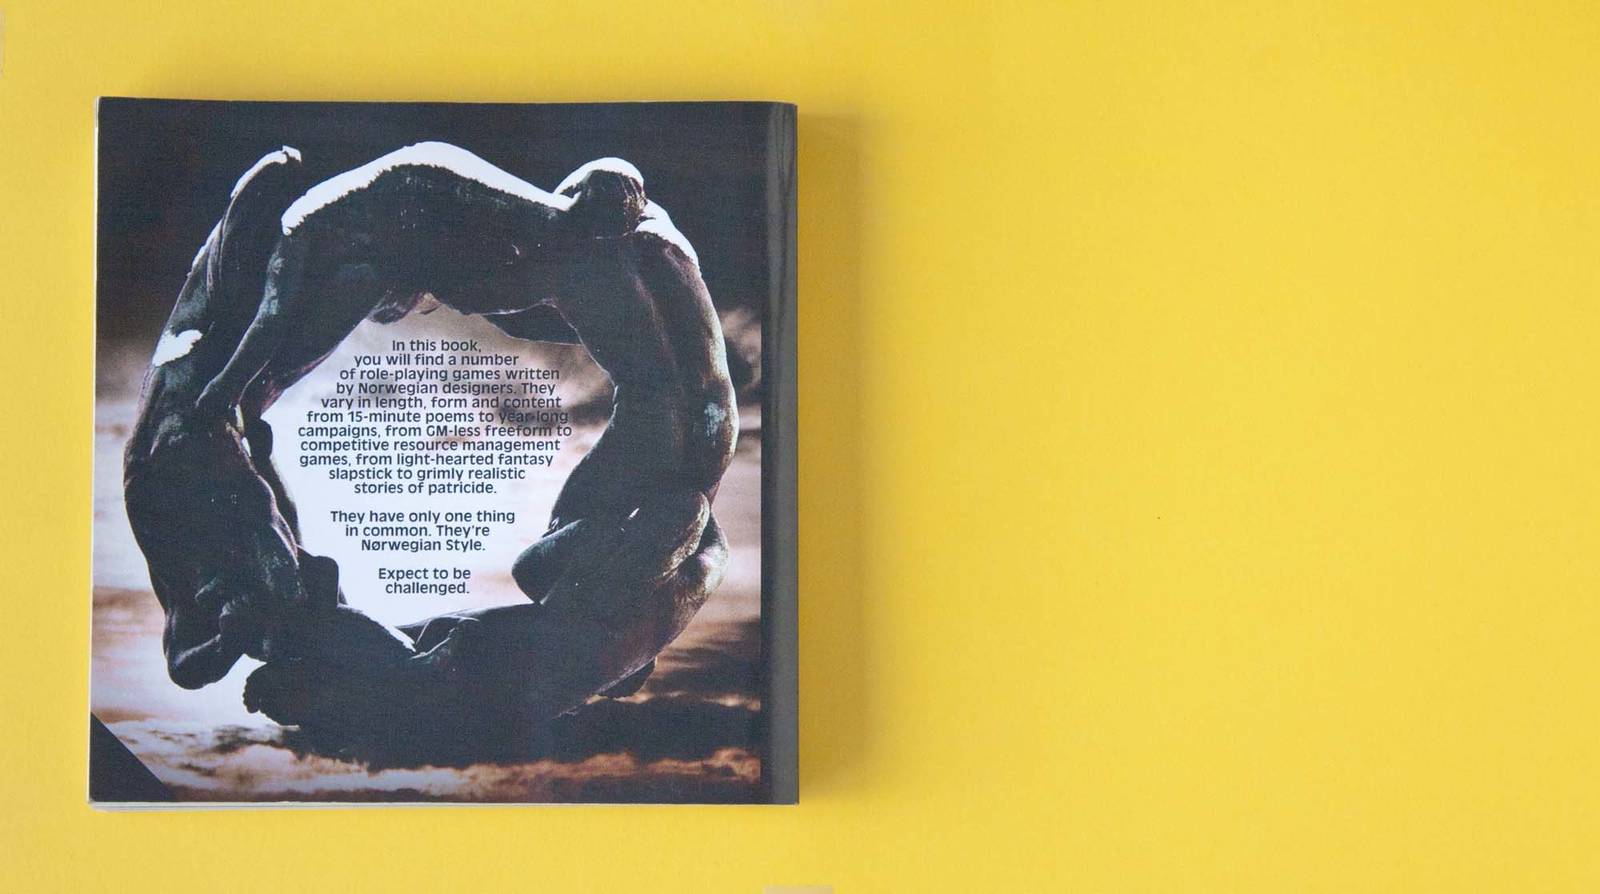 In this book,
you will find a number
of role-playing games written
by Norwegian designers. They
vary in length, form and content
from 15-minute poems to year-long
campaigns, from GM-less freeform to
competitive resource management
games, from light-hearted fantasy
slapstick to grimly realistic
stories of patricide.
They have only one thing
in common. They're
Nørwegian Style.
Expect to be
challenged.